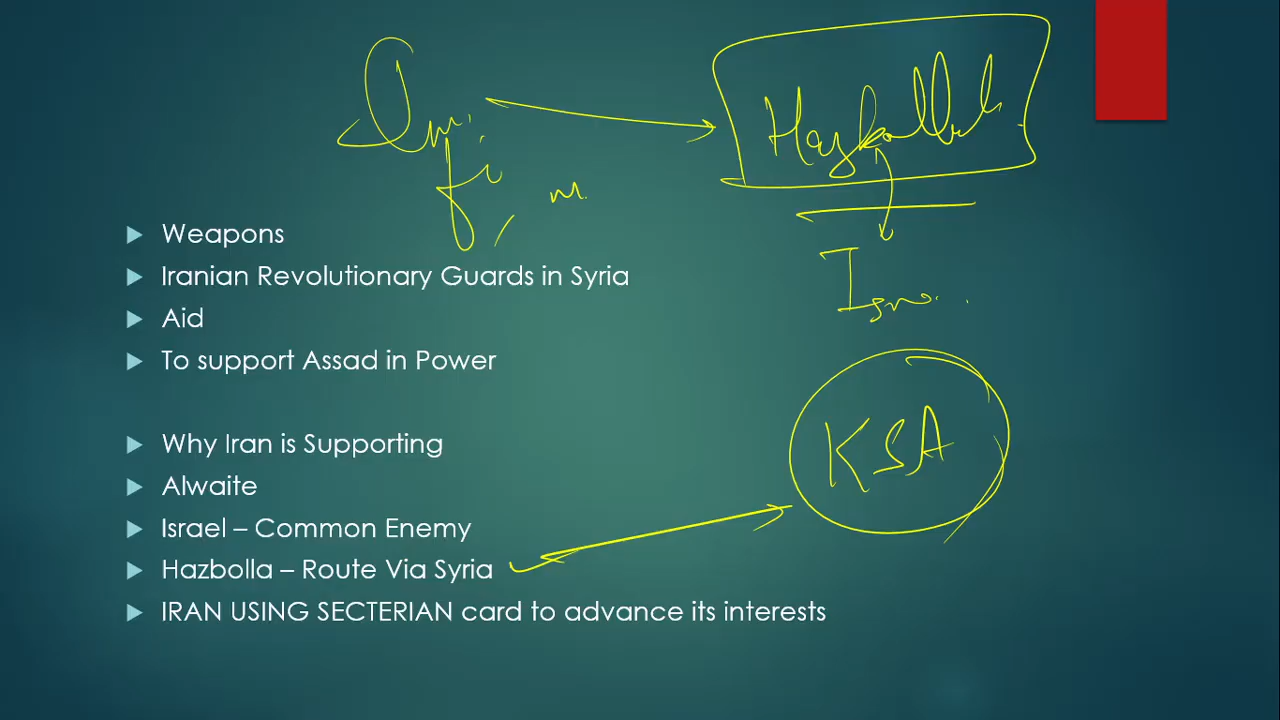 Hazbullah
Weapons
Iranian Revolutionary Guards in Syria
Aid
To support Assad in Power
KSA
Why Iran is Supporting
Alwaite
Israel – Common Enemy
Hazbolla – Route Via Syria
IRAN USING SECTERIAN card to advance its interests